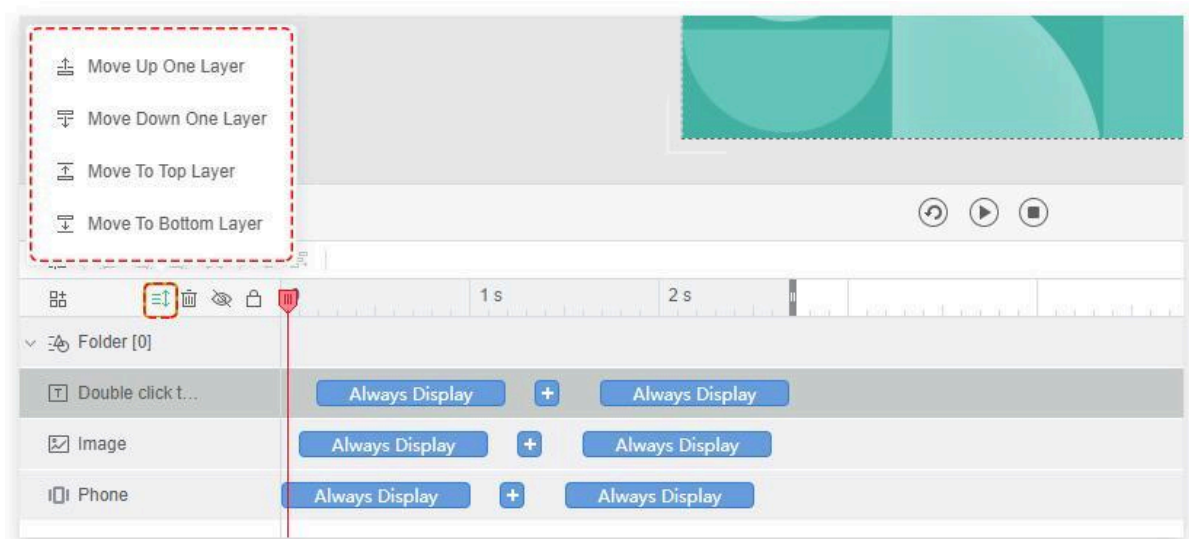 Move Up One Layer
Move Down One Layer
Move To Top Layer
Move To Bottom Layer
1 s
2 s
Folder [0]
Double click t...
Always Display
+
Always Display
Image
Always Display
+
Always Display
Phone
Always Display
+
Always Display